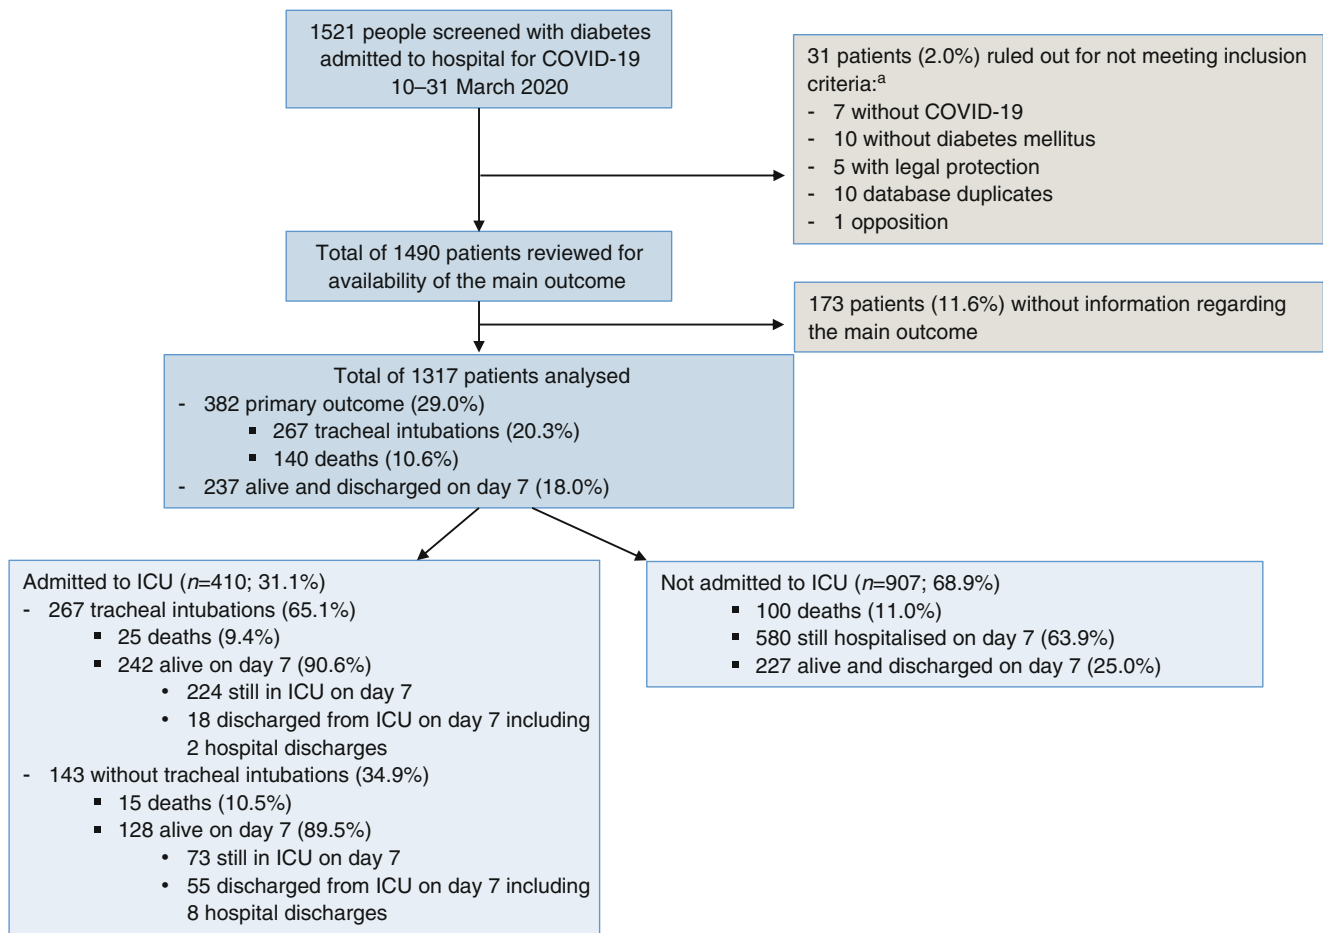 1521 people screened with diabetes
admitted to hospital for COVID-19
10–31 March 2020
31 patients (2.0%) ruled out for not meeting inclusion
criteria:ᵃ
- 7 without COVID-19
- 10 without diabetes mellitus
- 5 with legal protection
- 10 database duplicates
- 1 opposition
Total of 1490 patients reviewed for
availability of the main outcome
173 patients (11.6%) without information regarding
the main outcome
Total of 1317 patients analysed
- 382 primary outcome (29.0%)
▪ 267 tracheal intubations (20.3%)
▪ 140 deaths (10.6%)
- 237 alive and discharged on day 7 (18.0%)
Admitted to ICU (n=410; 31.1%)
- 267 tracheal intubations (65.1%)
▪ 25 deaths (9.4%)
▪ 242 alive on day 7 (90.6%)
• 224 still in ICU on day 7
• 18 discharged from ICU on day 7 including
2 hospital discharges
- 143 without tracheal intubations (34.9%)
▪ 15 deaths (10.5%)
▪ 128 alive on day 7 (89.5%)
• 73 still in ICU on day 7
• 55 discharged from ICU on day 7 including
8 hospital discharges
Not admitted to ICU (n=907; 68.9%)
▪ 100 deaths (11.0%)
▪ 580 still hospitalised on day 7 (63.9%)
▪ 227 alive and discharged on day 7 (25.0%)